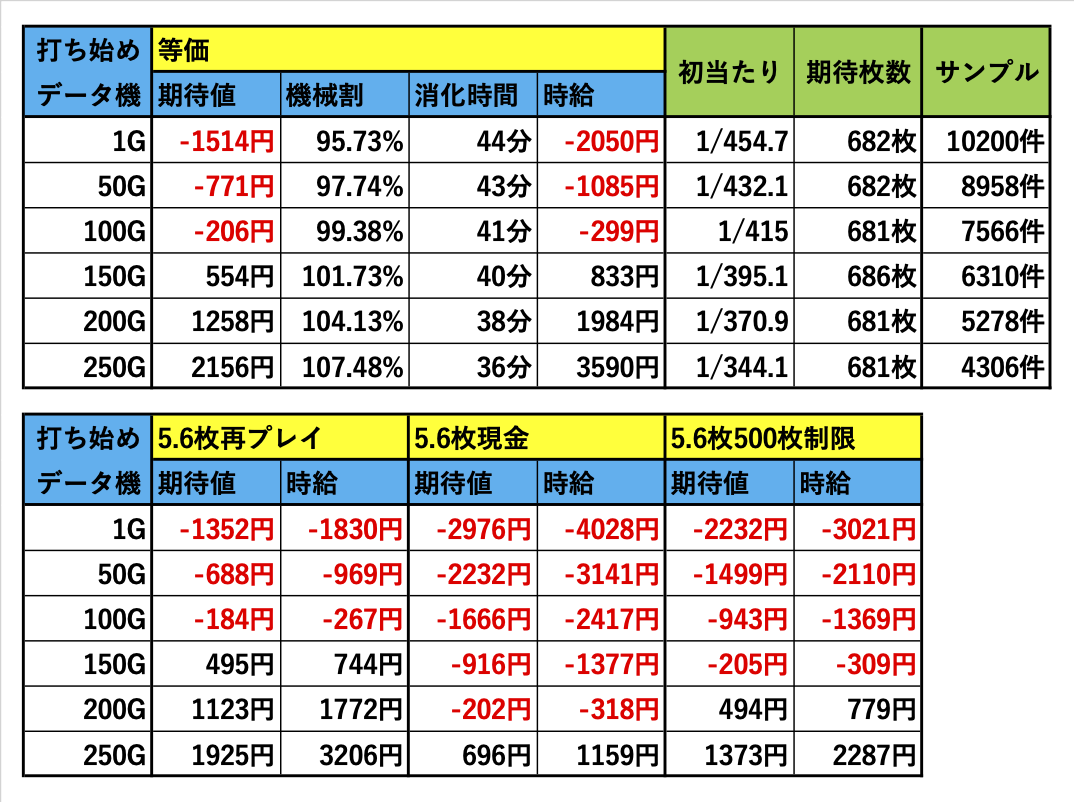 打ち始め 等価 初当たり 期待枚数 サンプル
データ機 期待値 機械割 消化時間 時給
1G -1514円 95.73% 44分 -2050円 1/454.7 682枚 10200件
50G -771円 97.74% 43分 -1085円 1/432.1 682枚 8958件
100G -206円 99.38% 41分 -299円 1/415 681枚 7566件
150G 554円 101.73% 40分 833円 1/395.1 686枚 6310件
200G 1258円 104.13% 38分 1984円 1/370.9 681枚 5278件
250G 2156円 107.48% 36分 3590円 1/344.1 681枚 4306件
打ち始め 5.6枚再プレイ 5.6枚現金 5.6枚500枚制限
データ機 期待値 時給 期待値 時給 期待値 時給
1G -1352円 -1830円 -2976円 -4028円 -2232円 -3021円
50G -688円 -969円 -2232円 -3141円 -1499円 -2110円
100G -184円 -267円 -1666円 -2417円 -943円 -1369円
150G 495円 744円 -916円 -1377円 -205円 -309円
200G 1123円 1772円 -202円 -318円 494円 779円
250G 1925円 3206円 696円 1159円 1373円 2287円